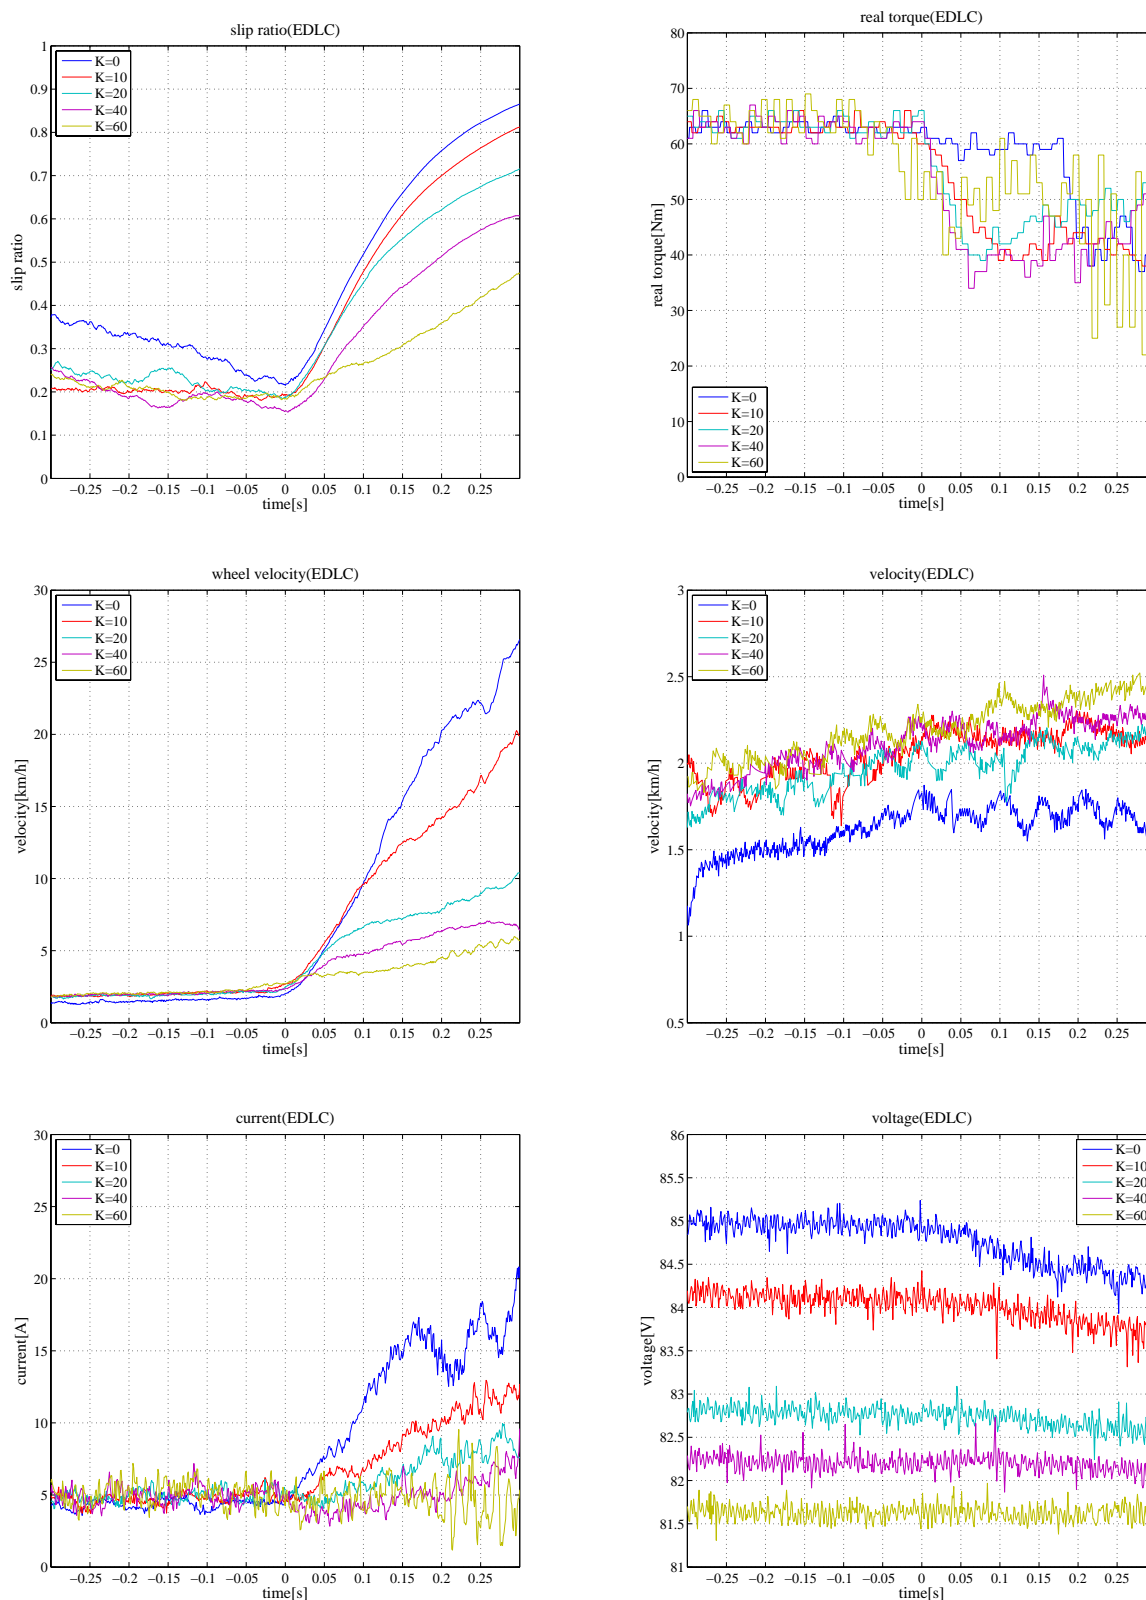 slip ratio(EDLC)
1
0.9
0.8
0.7
0.6
0.5
0.4
0.3
0.2
0.1
0
slip ratio
K=0
K=10
K=20
K=40
K=60
−0.25 −0.2 −0.15 −0.1 −0.05 0 0.05 0.1 0.15 0.2 0.25
time[s]
real torque(EDLC)
80
70
60
50
40
30
20
10
0
real torque[Nm]
K=0
K=10
K=20
K=40
K=60
−0.25 −0.2 −0.15 −0.1 −0.05 0 0.05 0.1 0.15 0.2 0.25
time[s]
wheel velocity(EDLC)
30
25
20
15
10
5
0
velocity[km/h]
K=0
K=10
K=20
K=40
K=60
−0.25 −0.2 −0.15 −0.1 −0.05 0 0.05 0.1 0.15 0.2 0.25
time[s]
velocity(EDLC)
3
2.5
2
1.5
1
0.5
velocity[km/h]
K=0
K=10
K=20
K=40
K=60
−0.25 −0.2 −0.15 −0.1 −0.05 0 0.05 0.1 0.15 0.2 0.25
time[s]
current(EDLC)
30
25
20
15
10
5
0
current[A]
K=0
K=10
K=20
K=40
K=60
−0.25 −0.2 −0.15 −0.1 −0.05 0 0.05 0.1 0.15 0.2 0.25
time[s]
voltage(EDLC)
86
85.5
85
84.5
84
83.5
83
82.5
82
81.5
81
voltage[V]
K=0
K=10
K=20
K=40
K=60
−0.25 −0.2 −0.15 −0.1 −0.05 0 0.05 0.1 0.15 0.2 0.25
time[s]